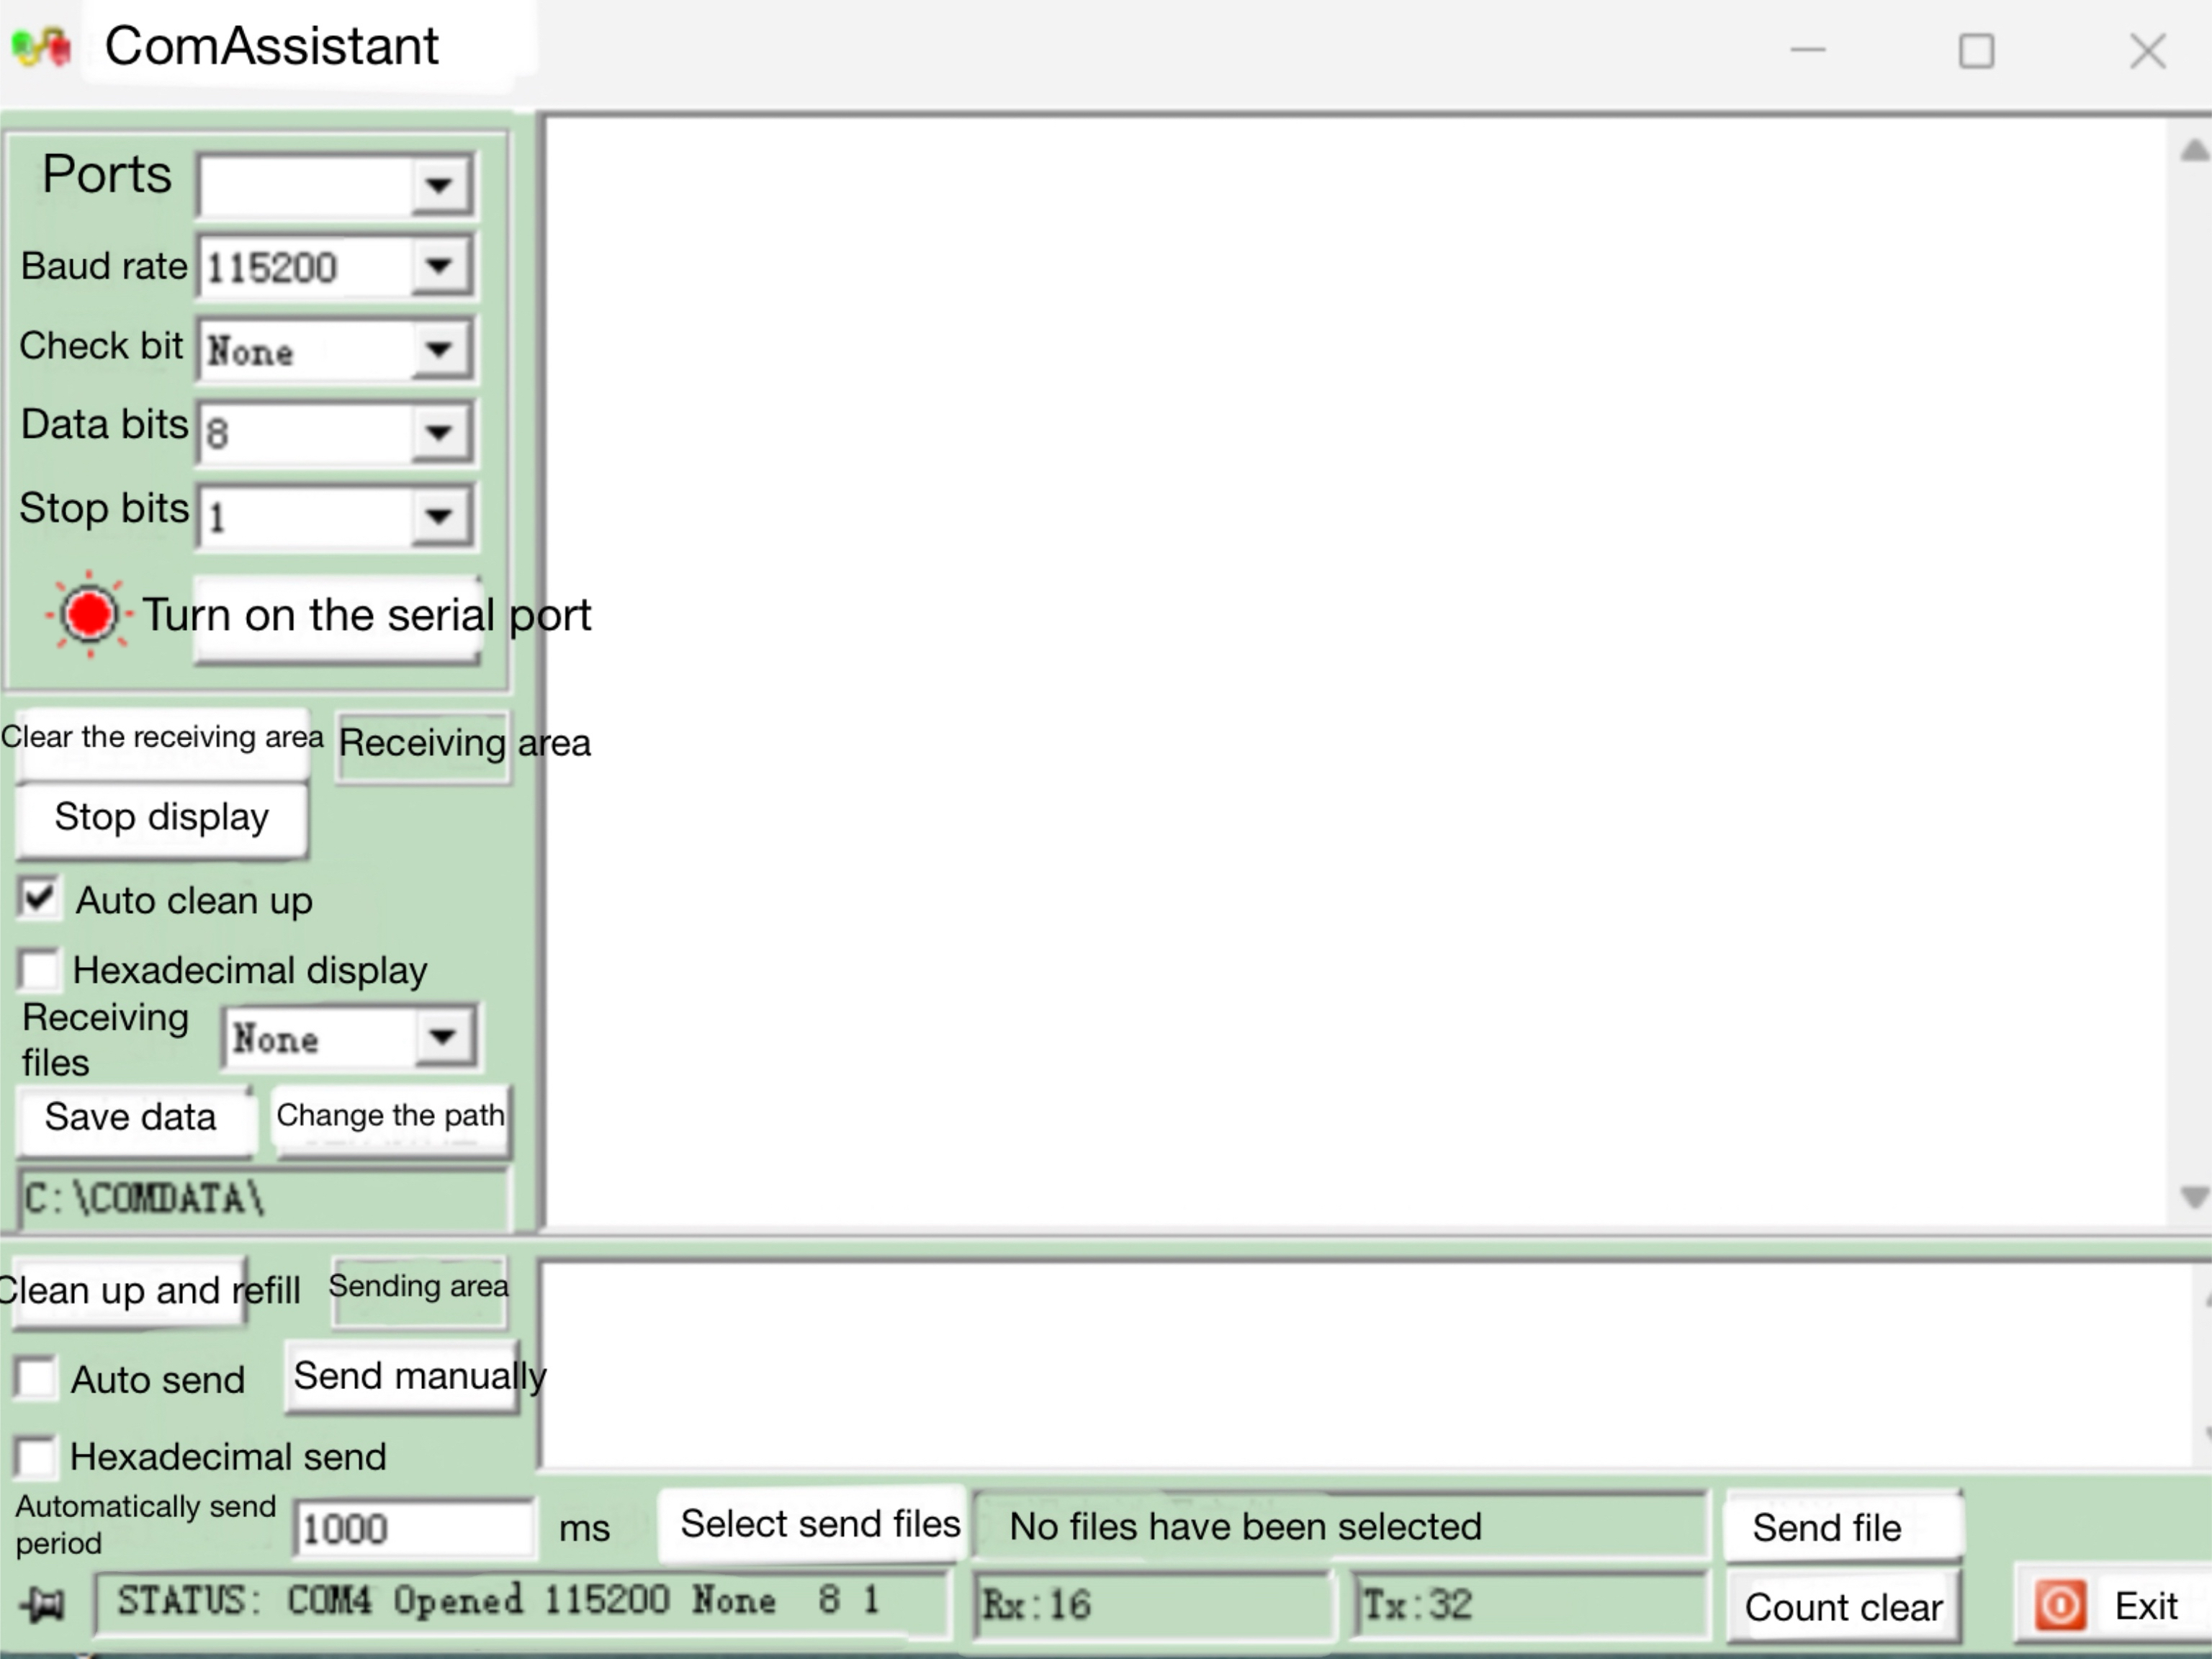 ComAssistant
Ports
Baud rate 115200
Check bit None
Data bits 8
Stop bits 1
Turn on the serial port
Clear the receiving area Receiving area
Stop display
Auto clean up
Hexadecimal display
Receiving
files
None
Save data Change the path
C:\COMDATA\
Clean up and refill Sending area
Auto send Send manually
Hexadecimal send
Automatically send
period
1000 ms Select send files No files have been selected Send file
STATUS: COM4 Opened 115200 None 8 1 Rx:16 Tx:32 Count clear Exit